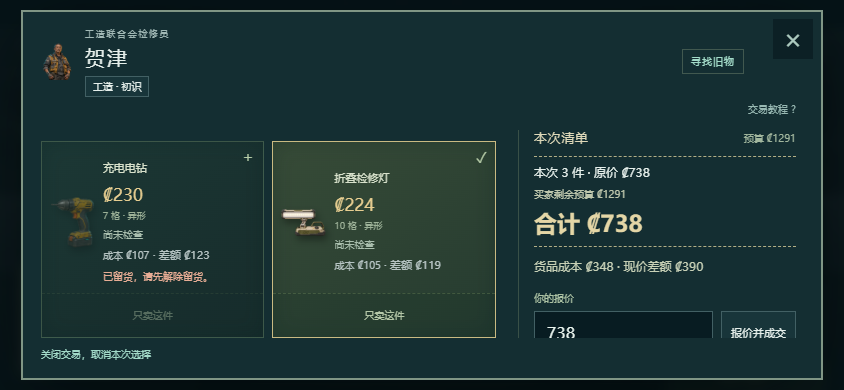 工造联合会检修员
贺津
工造 · 初识
寻找旧物
×
交易教程 ?
充电电钻
+
₡230
7 格 · 异形
尚未检查
成本 ₡107 · 差额 ₡123
已留货，请先解除留货。
只卖这件
✓
折叠检修灯
₡224
10 格 · 异形
尚未检查
成本 ₡105 · 差额 ₡119
只卖这件
本次清单
预算 ₡1291
本次 3 件 · 原价 ₡738
买家剩余预算 ₡1291
合计 ₡738
货品成本 ₡348 · 现价差额 ₡390
你的报价
738
报价并成交
关闭交易，取消本次选择